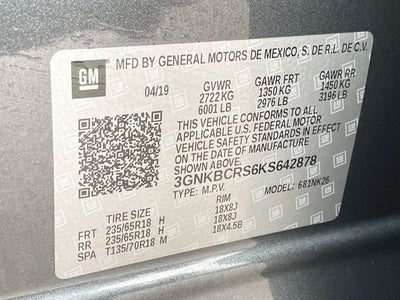 GM
MFD BY GENERAL MOTORS DE MEXICO, S. DE R.L. DE C.V.
04/19 GVWR GAWR FRT GAWR RR
2722 KG 1350 KG 1450 KG
6001 LB 2976 LB 3196 LB
THIS VEHICLE CONFORMS TO ALL
APPLICABLE U.S. FEDERAL MOTOR
VEHICLE SAFETY STANDARDS IN EFFECT
ON THE DATE OF MANUFACTURE
SHOWN ABOVE.
3GNKBCRS6KS642878
TYPE: M.P.V. MODEL: 681NK26
TIRE SIZE RIM
FRT 235/65R18 H 18X8J
RR 235/65R18 H 18X8J
SPA T135/70R18 M 18X4.5B